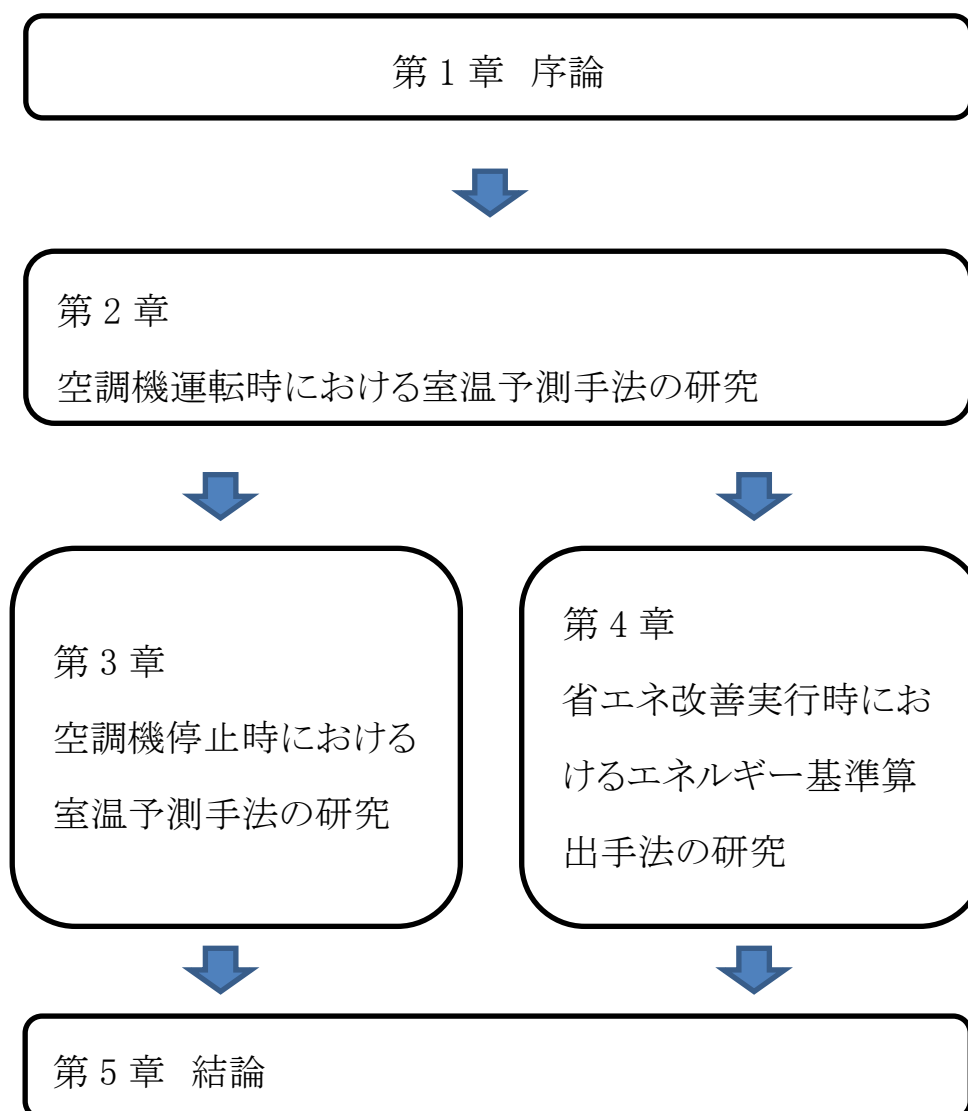 第 1 章 序論
第 2 章
空調機運転時における室温予測手法の研究
第 3 章
空調機停止時における
室温予測手法の研究
第 4 章
省エネ改善実行時にお
けるエネルギー基準算
出手法の研究
第 5 章 結論